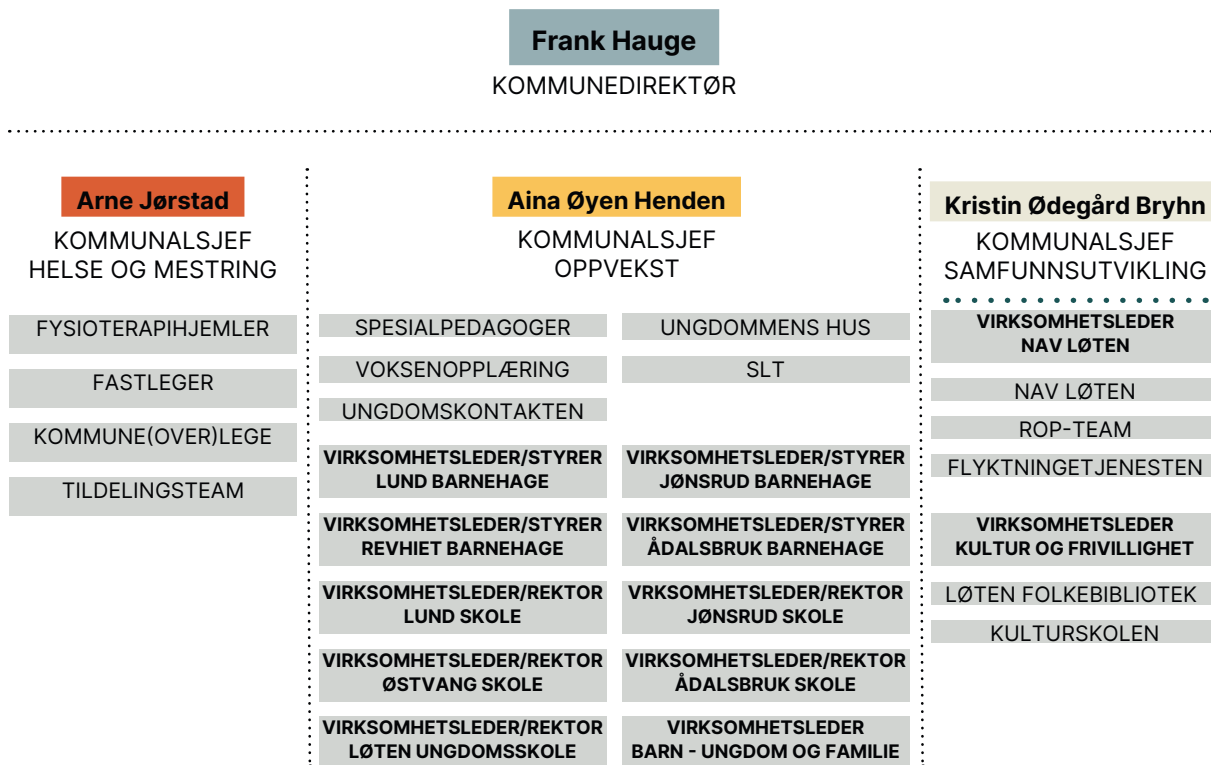 Frank Hauge
KOMMUNEDIREKTØR
Arne Jørstad
KOMMUNALSJEF
HELSE OG MESTRING
FYSIOTERAPIHJEMLER
FASTLEGER
KOMMUNE(OVER)LEGE
TILDELINGSTEAM
Aina Øyen Henden
KOMMUNALSJEF
OPPVEKST
SPESIALPEDAGOGER
UNGDOMMENS HUS
VOKSENOPPLÆRING
SLT
UNGDOMSKONTAKTEN
VIRKSOMHETSLEDER/STYRER
LUND BARNEHAGE
VIRKSOMHETSLEDER/STYRER
JØNSRUD BARNEHAGE
VIRKSOMHETSLEDER/STYRER
REVHIET BARNEHAGE
VIRKSOMHETSLEDER/STYRER
ÅDALSBRUK BARNEHAGE
VIRKSOMHETSLEDER/REKTOR
LUND SKOLE
VRKSOMHETSLEDER/REKTOR
JØNSRUD SKOLE
VIRKSOMHETSLEDER/REKTOR
ØSTVANG SKOLE
VIRKSOMHETSLEDER/REKTOR
ÅDALSBRUK SKOLE
VIRKSOMHETSLEDER/REKTOR
LØTEN UNGDOMSSKOLE
VIRKSOMHETSLEDER
BARN - UNGDOM OG FAMILIE
Kristin Ødegård Bryhn
KOMMUNALSJEF
SAMFUNNSUTVIKLING
VIRKSOMHETSLEDER
NAV LØTEN
NAV LØTEN
ROP-TEAM
FLYKTNINGETJENESTEN
VIRKSOMHETSLEDER
KULTUR OG FRIVILLIGHET
LØTEN FOLKEBIBLIOTEK
KULTURSKOLEN